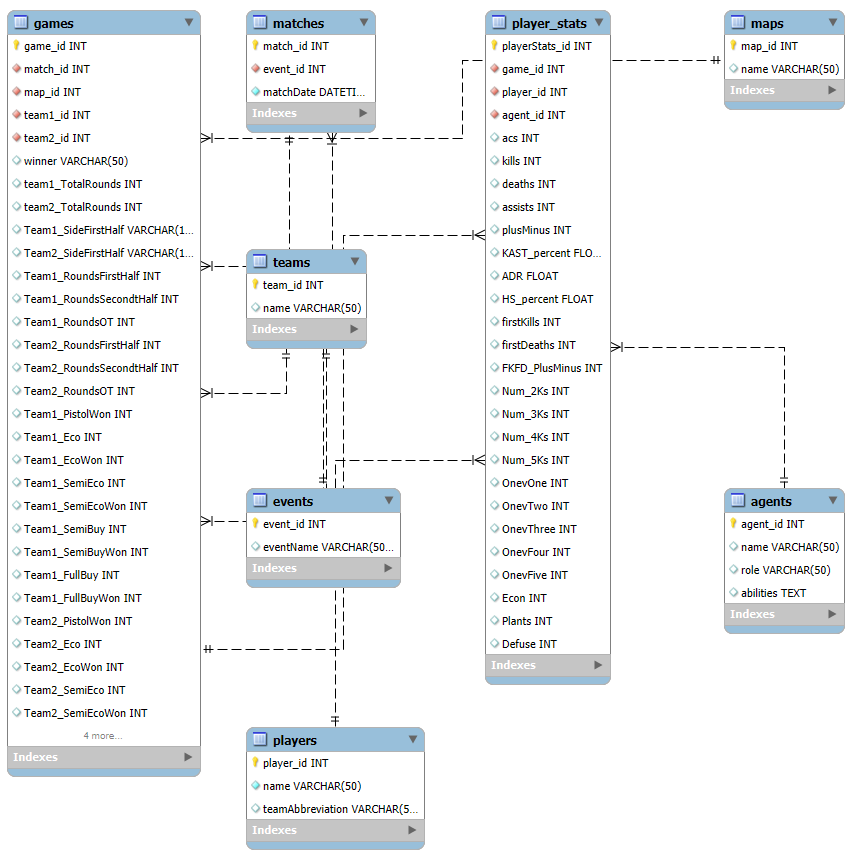 games
game_id INT
match_id INT
map_id INT
team1_id INT
team2_id INT
winner VARCHAR(50)
team1_TotalRounds INT
team2_TotalRounds INT
Team1_SideFirstHalf VARCHAR(1...
Team2_SideFirstHalf VARCHAR(1...
Team1_RoundsFirstHalf INT
Team1_RoundsSecondtHalf INT
Team1_RoundsOT INT
Team2_RoundsFirstHalf INT
Team2_RoundsSecondtHalf INT
Team2_RoundsOT INT
Team1_PistolWon INT
Team1_Eco INT
Team1_EcoWon INT
Team1_SemiEco INT
Team1_SemiEcoWon INT
Team1_SemiBuy INT
Team1_SemiBuyWon INT
Team1_FullBuy INT
Team1_FullBuyWon INT
Team2_PistolWon INT
Team2_Eco INT
Team2_EcoWon INT
Team2_SemiEco INT
Team2_SemiEcoWon INT
4 more...
Indexes
matches
match_id INT
event_id INT
matchDate DATETI...
Indexes
teams
team_id INT
name VARCHAR(50)
Indexes
events
event_id INT
eventName VARCHAR(50...
Indexes
players
player_id INT
name VARCHAR(50)
teamAbbreviation VARCHAR(5...
Indexes
player_stats
playerStats_id INT
game_id INT
player_id INT
agent_id INT
acs INT
kills INT
deaths INT
assists INT
plusMinus INT
KAST_percent FLO...
ADR FLOAT
HS_percent FLOAT
firstKills INT
firstDeaths INT
FKFD_PlusMinus INT
Num_2Ks INT
Num_3Ks INT
Num_4Ks INT
Num_5Ks INT
OnevOne INT
OnevTwo INT
OnevThree INT
OnevFour INT
OnevFive INT
Econ INT
Plants INT
Defuse INT
Indexes
maps
map_id INT
name VARCHAR(50)
Indexes
agents
agent_id INT
name VARCHAR(50)
role VARCHAR(50)
abilities TEXT
Indexes